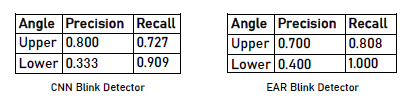 Angle Precision Recall
Upper 0.800 0.727
Lower 0.333 0.909
CNN Blink Detector
Angle Precision Recall
Upper 0.700 0.808
Lower 0.400 1.000
EAR Blink Detector